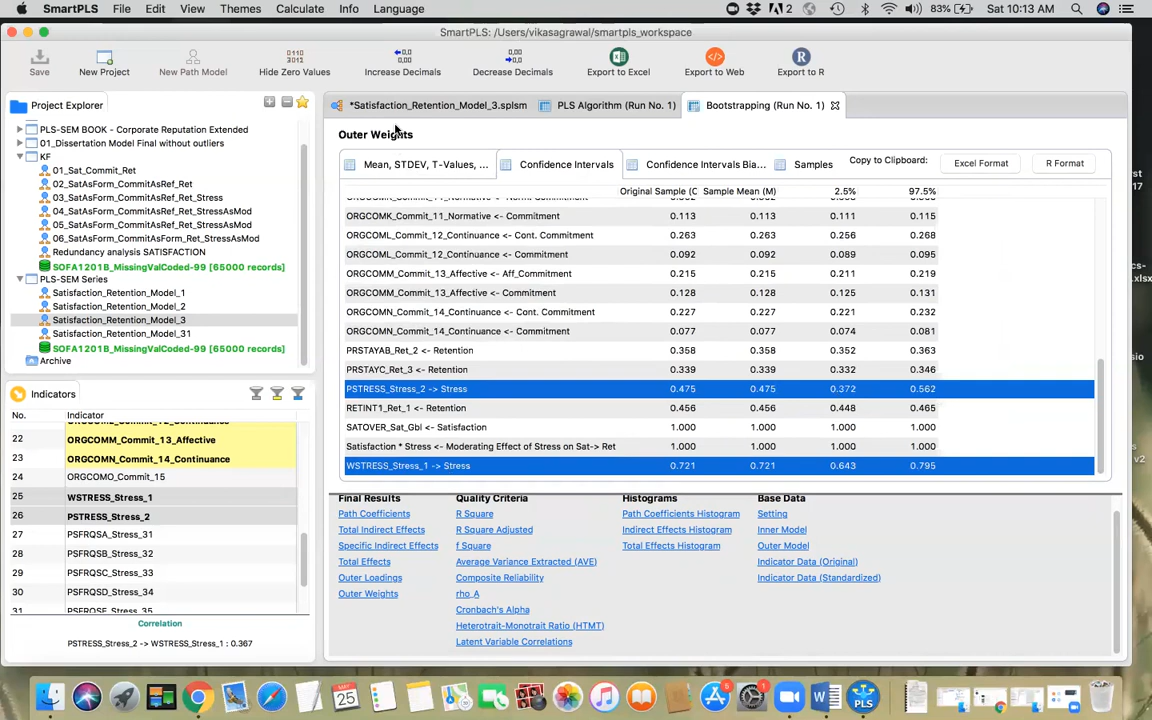 SmartPLS File Edit View Themes Calculate Info Language 2 83% Sat 10:13 AM
SmartPLS: /Users/vikasagrawal/smartpls_workspace
Save New Project New Path Model Hide Zero Values Increase Decimals Decrease Decimals Export to Excel Export to Web Export to R
Project Explorer
PLS-SEM BOOK - Corporate Reputation Extended
01_Dissertation Model Final without outliers
KF
01_Sat_Commit_Ret
02_SatAsForm_CommitAsRef_Ret
03_SatAsForm_CommitAsRef_Ret_Stress
04_SatAsForm_CommitAsRef_Ret_StressAsMod
05_SatAsForm_CommitAsRef_Ret_StressAsMod
06_SatAsForm_CommitAsForm_Ret_StressAsMod
Redundancy analysis SATISFACTION
SOFA1201B_MissingValCoded-99 [65000 records]
PLS-SEM Series
Satisfaction_Retention_Model_1
Satisfaction_Retention_Model_2
Satisfaction_Retention_Model_3
Satisfaction_Retention_Model_31
SOFA1201B_MissingValCoded-99 [65000 records]
Archive
Indicators
No. Indicator
22 ORGCOMM_Commit_13_Affective
23 ORGCOMN_Commit_14_Continuance
24 ORGCOMO_Commit_15
25 WSTRESS_Stress_1
26 PSTRESS_Stress_2
27 PSFRQSA_Stress_31
28 PSFRQSB_Stress_32
29 PSFRQSC_Stress_33
30 PSFRQSD_Stress_34
31 PSFRQSE_Stress_35
Correlation
PSTRESS_Stress_2 -> WSTRESS_Stress_1 : 0.367
*Satisfaction_Retention_Model_3.splsm PLS Algorithm (Run No. 1) Bootstrapping (Run No. 1)
Outer Weights
Mean, STDEV, T-Values, ... Confidence Intervals Confidence Intervals Bia... Samples Copy to Clipboard: Excel Format R Format
Original Sample (C Sample Mean (M) 2.5% 97.5%
ORGCOMK_Commit_11_Normative <- Commitment 0.113 0.113 0.111 0.115
ORGCOML_Commit_12_Continuance <- Cont. Commitment 0.263 0.263 0.256 0.268
ORGCOML_Commit_12_Continuance <- Commitment 0.092 0.092 0.089 0.095
ORGCOMM_Commit_13_Affective <- Aff_Commitment 0.215 0.215 0.211 0.219
ORGCOMM_Commit_13_Affective <- Commitment 0.128 0.128 0.125 0.131
ORGCOMN_Commit_14_Continuance <- Cont. Commitment 0.227 0.227 0.221 0.232
ORGCOMN_Commit_14_Continuance <- Commitment 0.077 0.077 0.074 0.081
PRSTAYAB_Ret_2 <- Retention 0.358 0.358 0.352 0.363
PRSTAYC_Ret_3 <- Retention 0.339 0.339 0.332 0.346
PSTRESS_Stress_2 -> Stress 0.475 0.475 0.372 0.562
RETINT1_Ret_1 <- Retention 0.456 0.456 0.448 0.465
SATOVER_Sat_Gbl <- Satisfaction 1.000 1.000 1.000 1.000
Satisfaction * Stress <- Moderating Effect of Stress on Sat-> Ret 1.000 1.000 1.000 1.000
WSTRESS_Stress_1 -> Stress 0.721 0.721 0.643 0.795
Final Results Quality Criteria Histograms Base Data
Path Coefficients R Square Path Coefficients Histogram Setting
Total Indirect Effects R Square Adjusted Indirect Effects Histogram Inner Model
Specific Indirect Effects f Square Total Effects Histogram Outer Model
Total Effects Average Variance Extracted (AVE) Indicator Data (Original)
Outer Loadings Composite Reliability Indicator Data (Standardized)
Outer Weights rho_A
Cronbach's Alpha
Heterotrait-Monotrait Ratio (HTMT)
Latent Variable Correlations